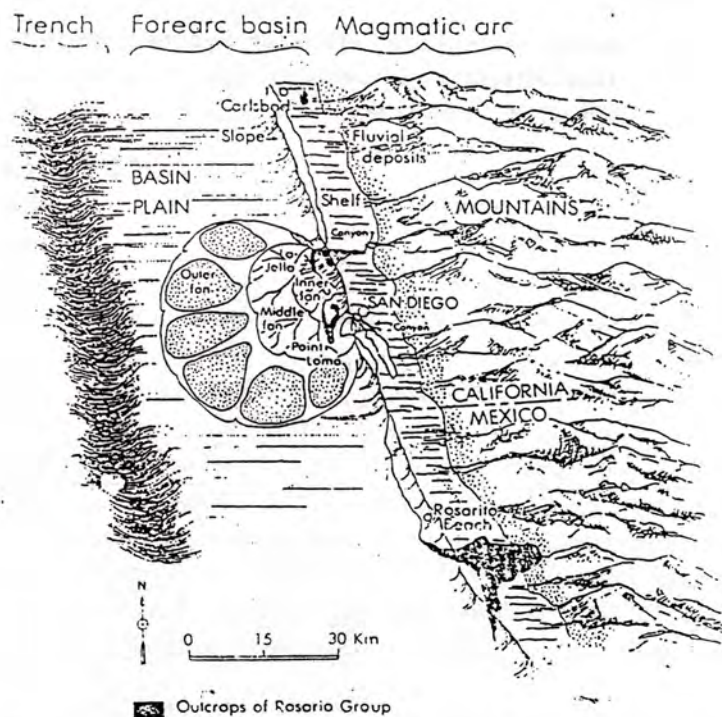 Trench Forearc basin Magmatic arc
Carlsbad
Slope
Fluvial
deposits
BASIN
PLAIN
Shelf
MOUNTAINS
Canyon
La
Jolla
Outer
fan
Inner
fan
SAN DIEGO
Middle
fan
Canyon
Point
Loma
CALIFORNIA
MEXICO
Rosarito
Beach
N
0 15 30 Km
Outcrops of Rosario Group